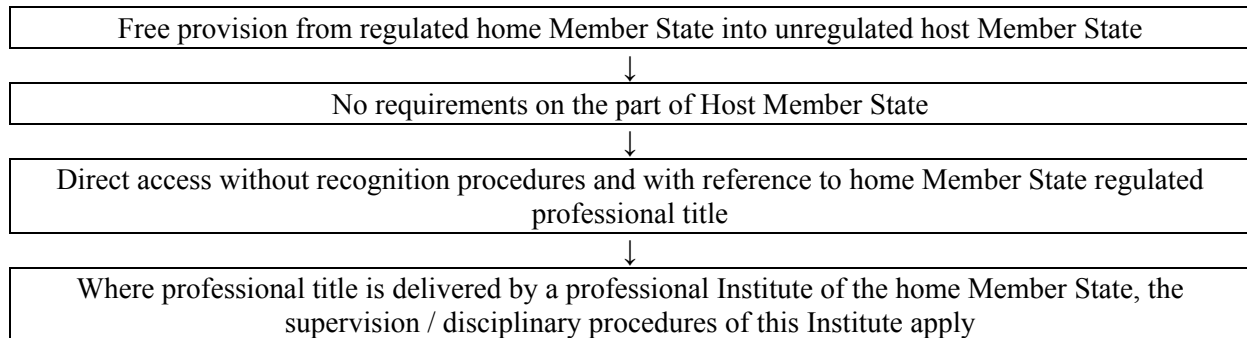 Free provision from regulated home Member State into unregulated host Member State
↓
No requirements on the part of Host Member State
↓
Direct access without recognition procedures and with reference to home Member State regulated
professional title
↓
Where professional title is delivered by a professional Institute of the home Member State, the
supervision / disciplinary procedures of this Institute apply